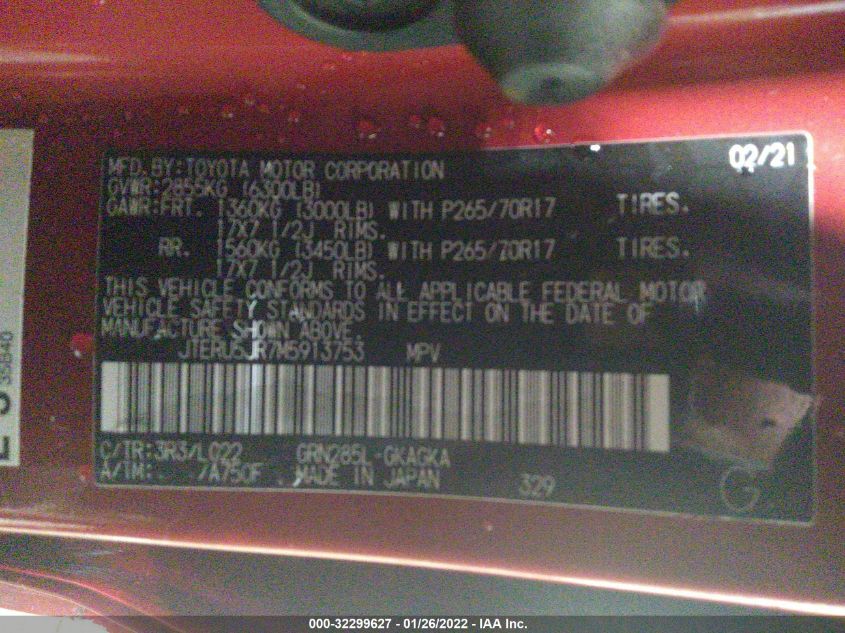 02/21
MFD.BY:TOYOTA MOTOR CORPORATION
GVWR:2855KG (6300LB)
GAWR:FRT. 1360KG (3000LB) WITH P265/70R17 TIRES.
17X7 1/2J RIMS.
RR. 1560KG (3450LB) WITH P265/70R17 TIRES.
17X7 1/2J RIMS.
THIS VEHICLE CONFORMS TO ALL APPLICABLE FEDERAL MOTOR
VEHICLE SAFETY STANDARDS IN EFFECT ON THE DATE OF
MANUFACTURE SHOWN ABOVE.
JTERU5JR7M5913753 MPV
C/TR:3R3/LC22 GRN285L-GKAGKA
A/TM: /A750F MADE IN JAPAN 329
G
35840
000-32299627 - 01/26/2022 - IAA Inc.